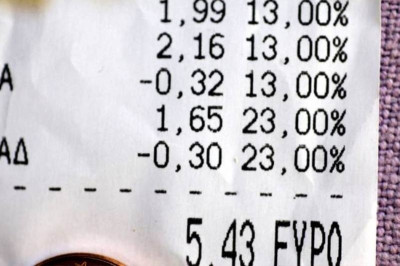 1,99 13,00%
2,16 13,00%
Α -0,32 13,00%
1,65 23,00%
ΑΔ -0,30 23,00%
- - - - - - - - - - - - - -
5.43 ΕΥΡΟ